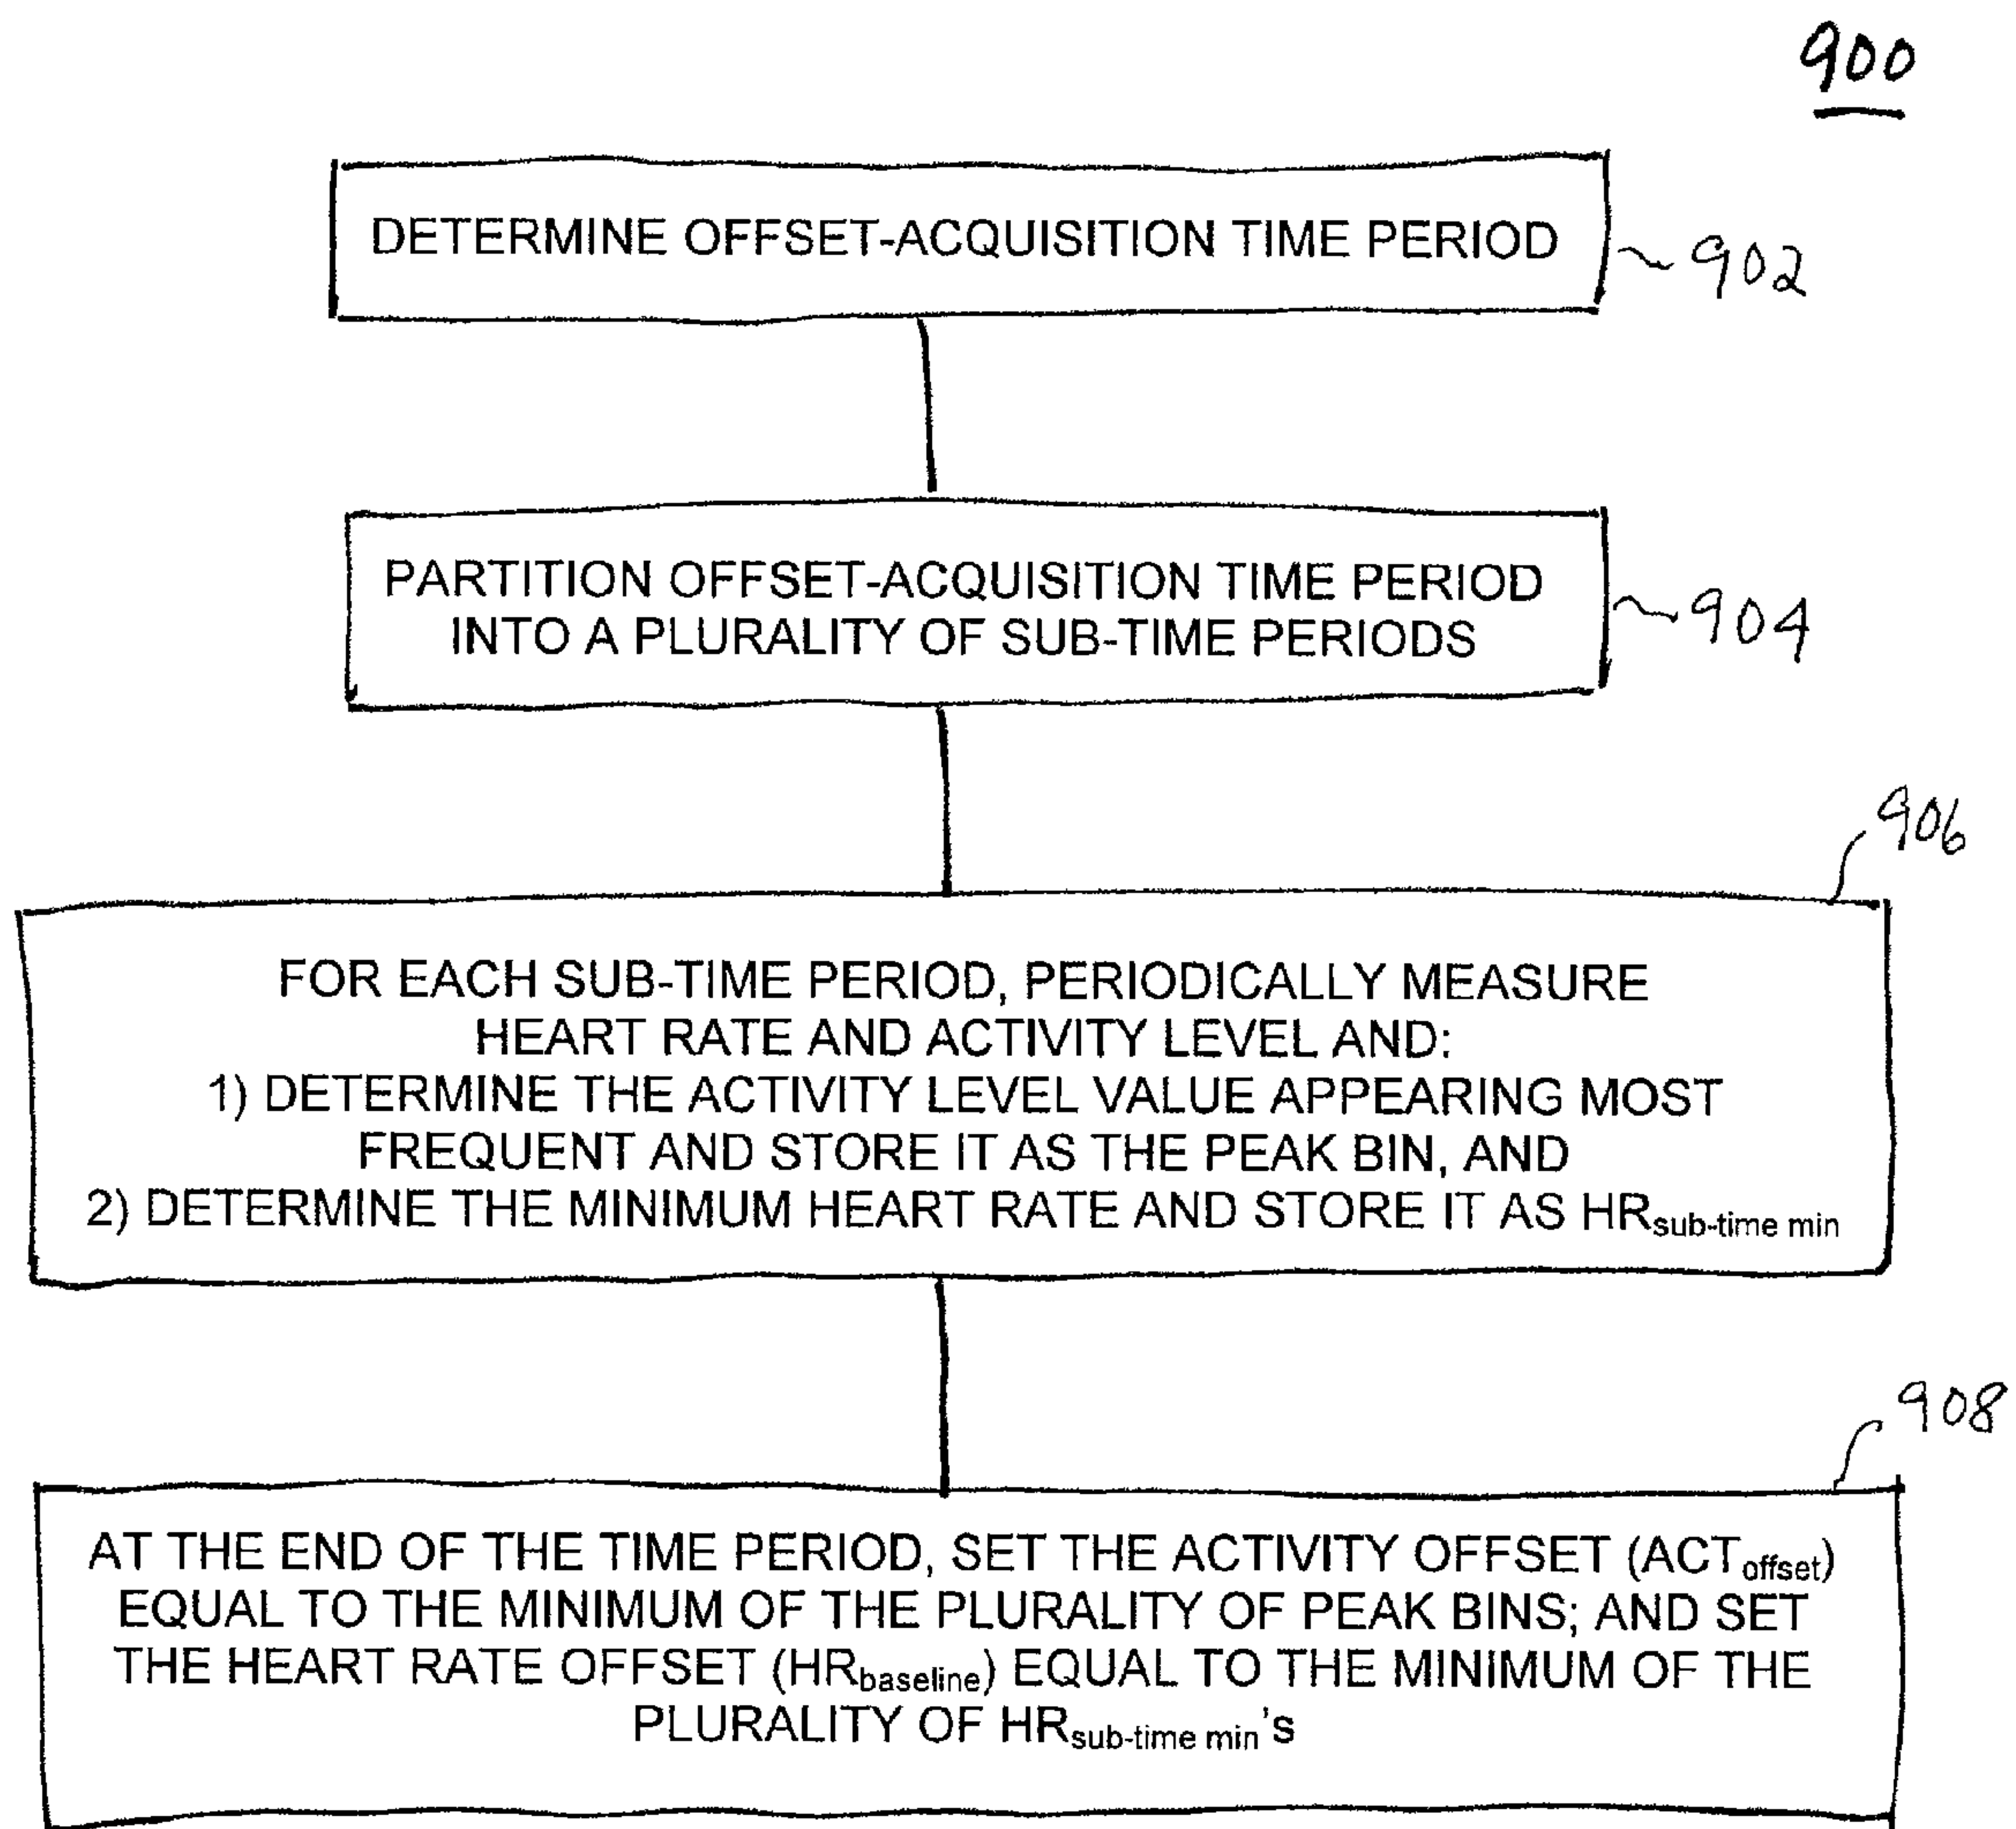 900
DETERMINE OFFSET-ACQUISITION TIME PERIOD
902
PARTITION OFFSET-ACQUISITION TIME PERIOD
INTO A PLURALITY OF SUB-TIME PERIODS
904
906
FOR EACH SUB-TIME PERIOD, PERIODICALLY MEASURE
HEART RATE AND ACTIVITY LEVEL AND:
1) DETERMINE THE ACTIVITY LEVEL VALUE APPEARING MOST
FREQUENT AND STORE IT AS THE PEAK BIN, AND
2) DETERMINE THE MINIMUM HEART RATE AND STORE IT AS HRsub-time min
908
AT THE END OF THE TIME PERIOD, SET THE ACTIVITY OFFSET (ACToffset)
EQUAL TO THE MINIMUM OF THE PLURALITY OF PEAK BINS; AND SET
THE HEART RATE OFFSET (HRbaseline) EQUAL TO THE MINIMUM OF THE
PLURALITY OF HRsub-time min's